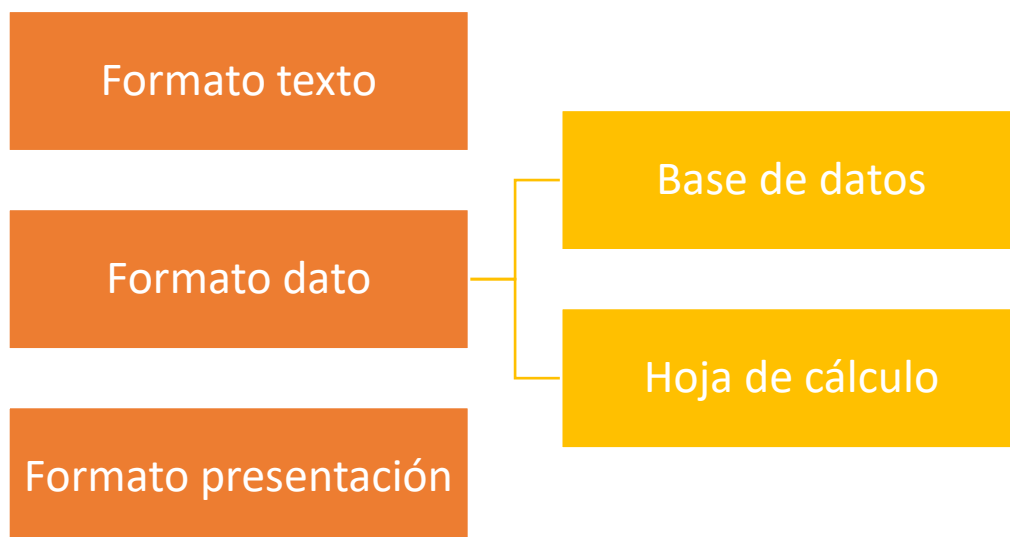 Formato texto
Base de datos
Formato dato
Hoja de cálculo
Formato presentación